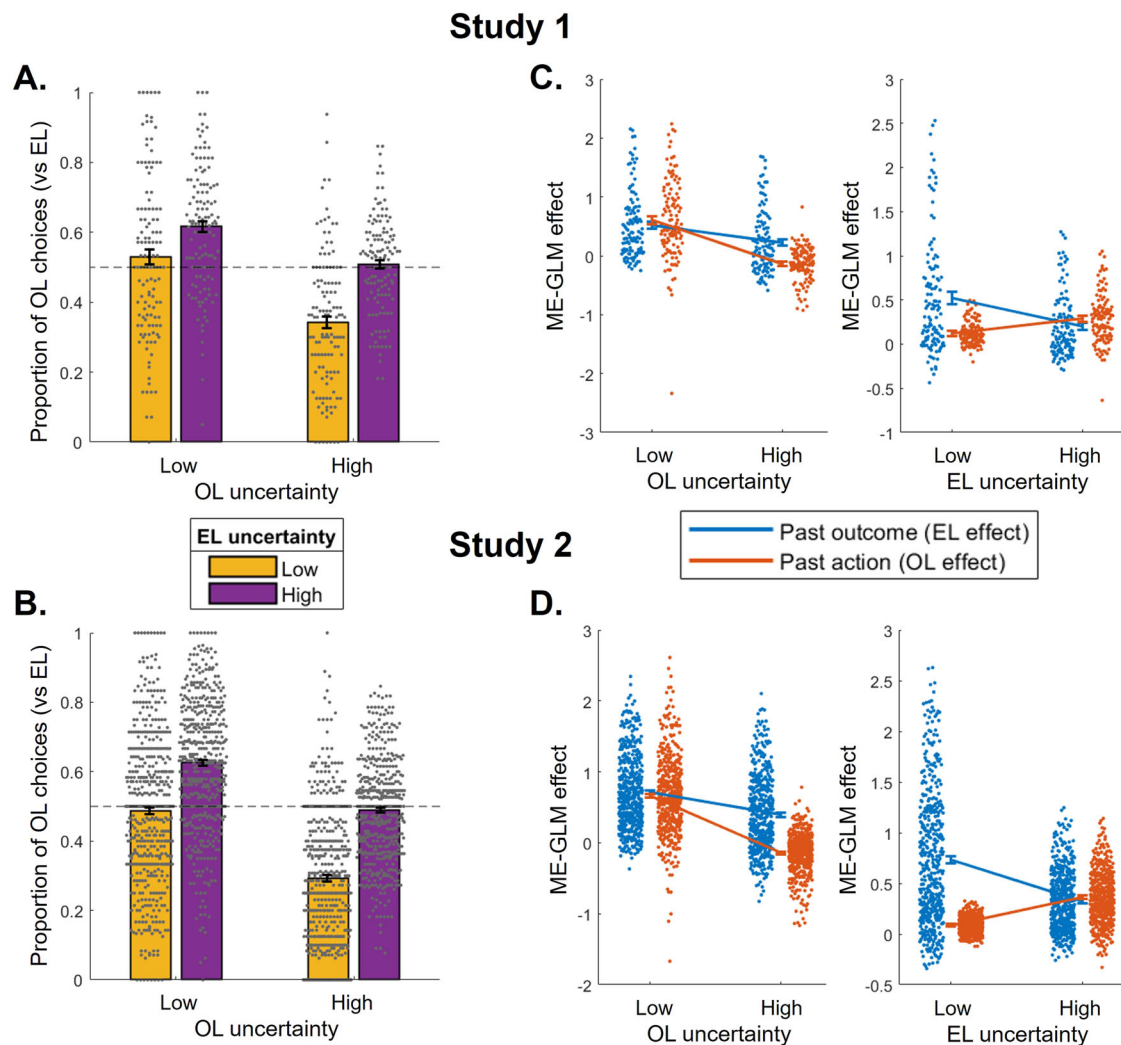 Study 1
A.
Proportion of OL choices (vs EL)
1
0.8
0.6
0.4
0.2
0
Low
High
OL uncertainty
C.
ME-GLM effect
3
2
1
0
-1
-2
-3
Low
High
OL uncertainty
ME-GLM effect
3
2.5
2
1.5
1
0.5
0
-0.5
-1
Low
High
EL uncertainty
EL uncertainty
Low
High
Study 2
Past outcome (EL effect)
Past action (OL effect)
B.
Proportion of OL choices (vs EL)
1
0.8
0.6
0.4
0.2
0
Low
High
OL uncertainty
D.
ME-GLM effect
3
2
1
0
-1
-2
Low
High
OL uncertainty
ME-GLM effect
3
2.5
2
1.5
1
0.5
0
-0.5
Low
High
EL uncertainty